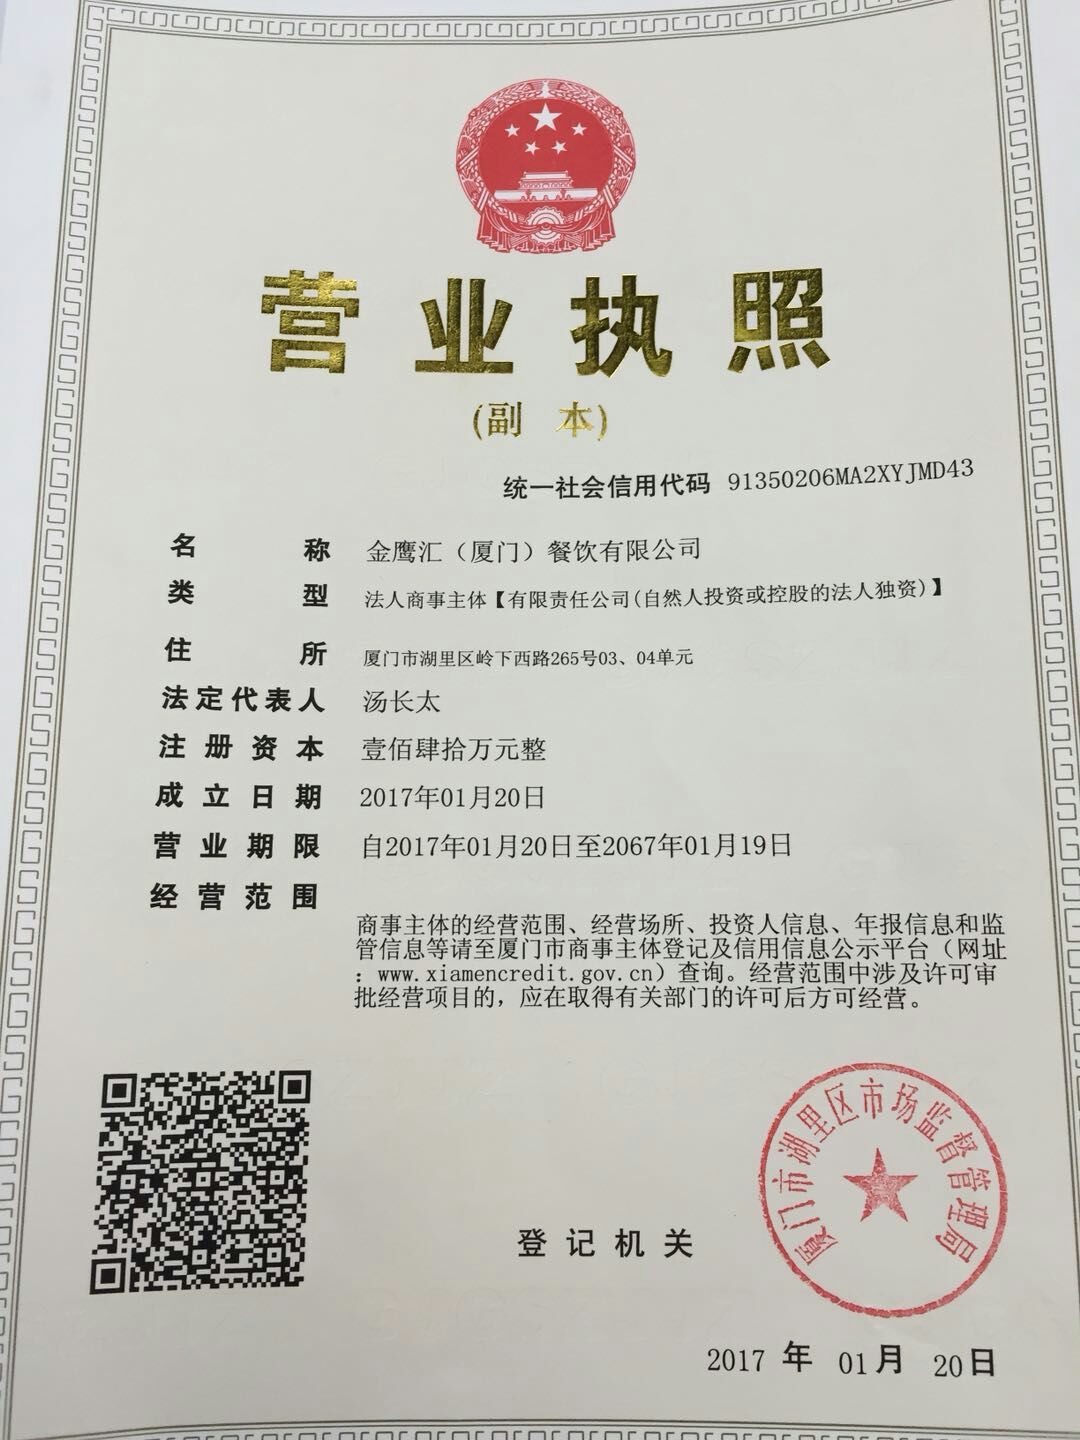 营业执照
(副 本)
统一社会信用代码 91350206MA2XYJMD43
名 称 金鹰汇（厦门）餐饮有限公司
类 型 法人商事主体【有限责任公司(自然人投资或控股的法人独资)】
住 所 厦门市湖里区岭下西路265号03、04单元
法定代表人 汤长太
注册资本 壹佰肆拾万元整
成立日期 2017年01月20日
营业期限 自2017年01月20日至2067年01月19日
经营范围
商事主体的经营范围、经营场所、投资人信息、年报信息和监
管信息等请至厦门市商事主体登记及信用信息公示平台（网址
：www.xiamencredit.gov.cn）查询。经营范围中涉及许可审
批经营项目的，应在取得有关部门的许可后方可经营。
厦门市湖里区市场监督管理局
登记机关
2017 年 01月 20日